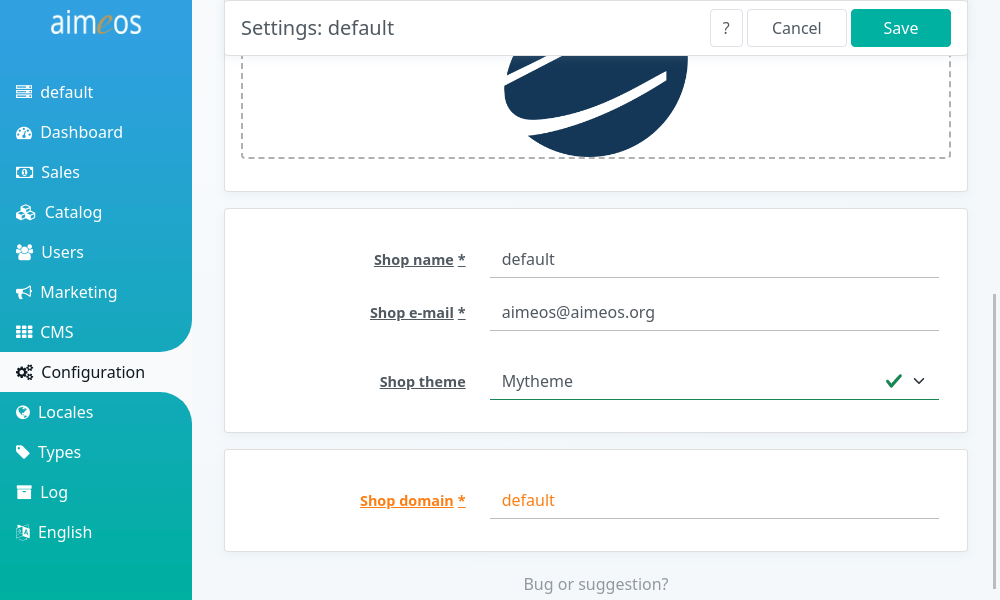 aimeos
Settings: default
?
Cancel
Save
default
Dashboard
Sales
Catalog
Users
Marketing
CMS
Configuration
Locales
Types
Log
English
Shop name *
default
Shop e-mail *
aimeos@aimeos.org
Shop theme
Mytheme
Shop domain *
default
Bug or suggestion?